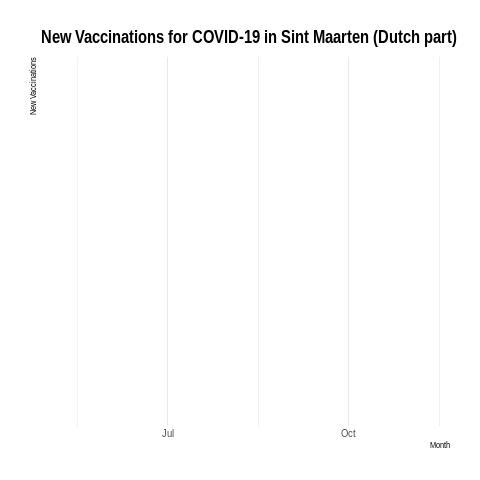 New Vaccinations for COVID-19 in Sint Maarten (Dutch part)
New Vaccinations
Jul Oct
Month